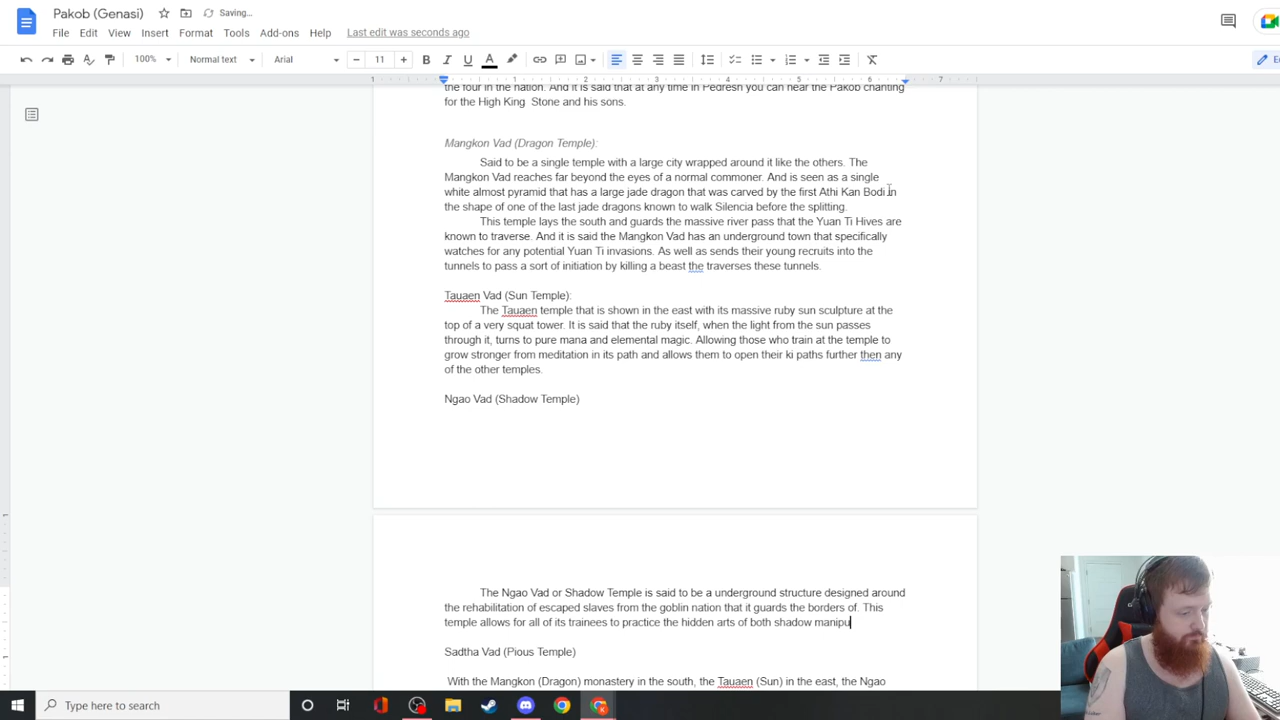 Pakob (Genasi)
Saving...
File Edit View Insert Format Tools Add-ons Help Last edit was seconds ago
100% Normal text Arial 11
1 1 2 3 4 5 6 7
the four in the nation. And it is said that at any time in Pedresh you can hear the Pakob chanting
for the High King Stone and his sons.
Mangkon Vad (Dragon Temple):
Said to be a single temple with a large city wrapped around it like the others. The
Mangkon Vad reaches far beyond the eyes of a normal commoner. And is seen as a single
white almost pyramid that has a large jade dragon that was carved by the first Athi Kan Bodi in
the shape of one of the last jade dragons known to walk Silencia before the splitting.
This temple lays the south and guards the massive river pass that the Yuan Ti Hives are
known to traverse. And it is said the Mangkon Vad has an underground town that specifically
watches for any potential Yuan Ti invasions. As well as sends their young recruits into the
tunnels to pass a sort of initiation by killing a beast the traverses these tunnels.
Tauaen Vad (Sun Temple):
The Tauaen temple that is shown in the east with its massive ruby sun sculpture at the
top of a very squat tower. It is said that the ruby itself, when the light from the sun passes
through it, turns to pure mana and elemental magic. Allowing those who train at the temple to
grow stronger from meditation in its path and allows them to open their ki paths further then any
of the other temples.
Ngao Vad (Shadow Temple)
The Ngao Vad or Shadow Temple is said to be a underground structure designed around
the rehabilitation of escaped slaves from the goblin nation that it guards the borders of. This
temple allows for all of its trainees to practice the hidden arts of both shadow manipu
Sadtha Vad (Pious Temple)
With the Mangkon (Dragon) monastery in the south, the Tauaen (Sun) in the east, the Ngao
Type here to search